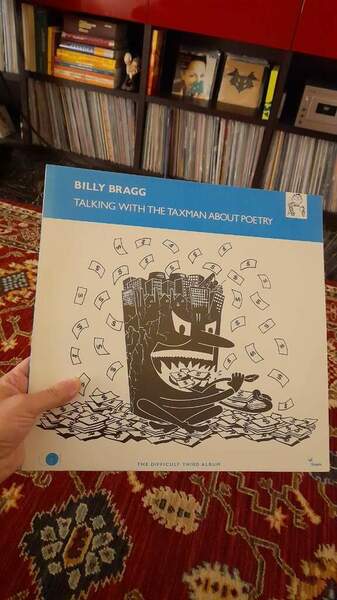 BILLY BRAGG
TALKING WITH THE TAXMAN ABOUT POETRY
THE DIFFICULT THIRD ALBUM